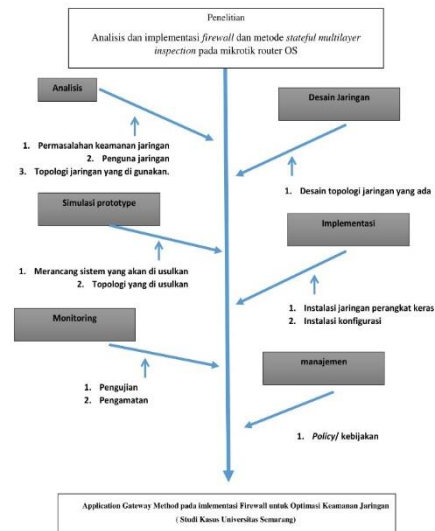 Penelitian
Analisis dan implementasi firewall dan metode stateful multilayer
inspection pada mikrotik router OS
Analisis
1. Permasalahan keamanan jaringan
2. Penguna jaringan
3. Topologi jaringan yang di gunakan.
Desain Jaringan
1. Desain topologi jaringan yang ada
Simulasi prototype
1. Merancang sistem yang akan di usulkan
2. Topologi yang di usulkan
Implementasi
1. Instalasi jaringan perangkat keras
2. Instalasi konfigurasi
Monitoring
1. Pengujian
2. Pengamatan
manajemen
1. Policy/ kebijakan
Application Gateway Method pada imlementasi Firewall untuk Optimasi Keamanan Jaringan
( Studi Kasus Universitas Semarang)